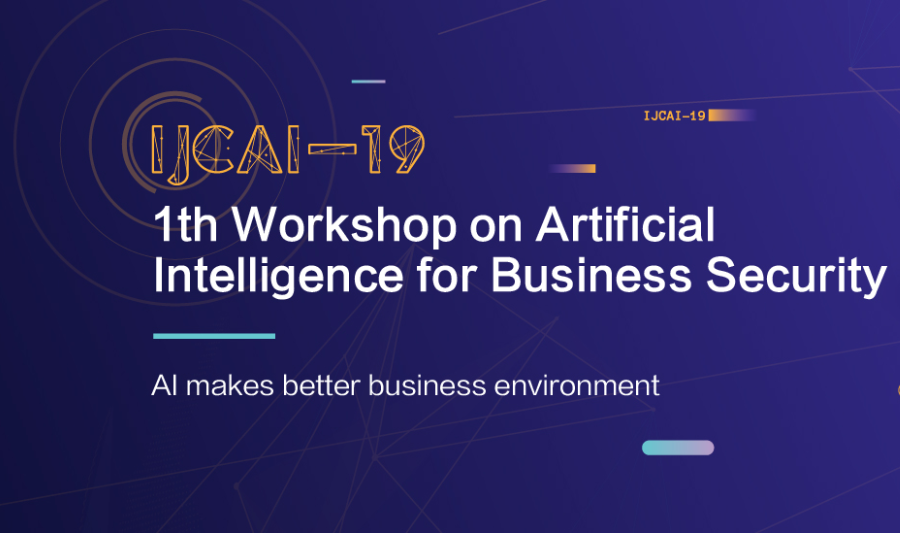 IJCAI-19
IJCAI-19
1th Workshop on Artificial
Intelligence for Business Security
AI makes better business environment